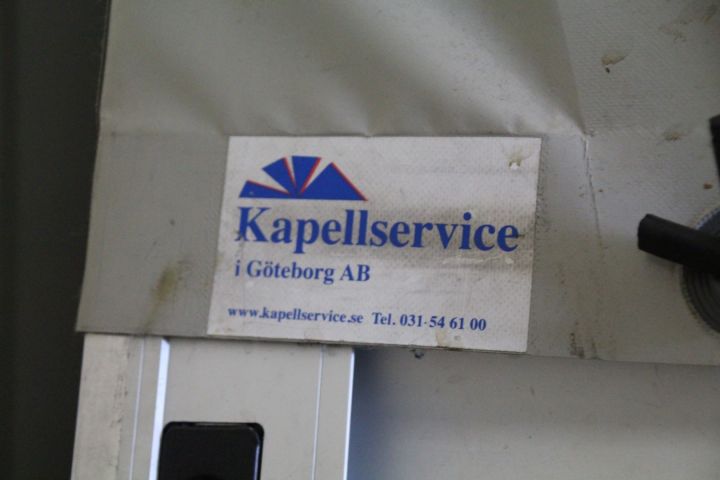 Kapellservice
i Göteborg AB
www.kapellservice.se Tel. 031-54 61 00